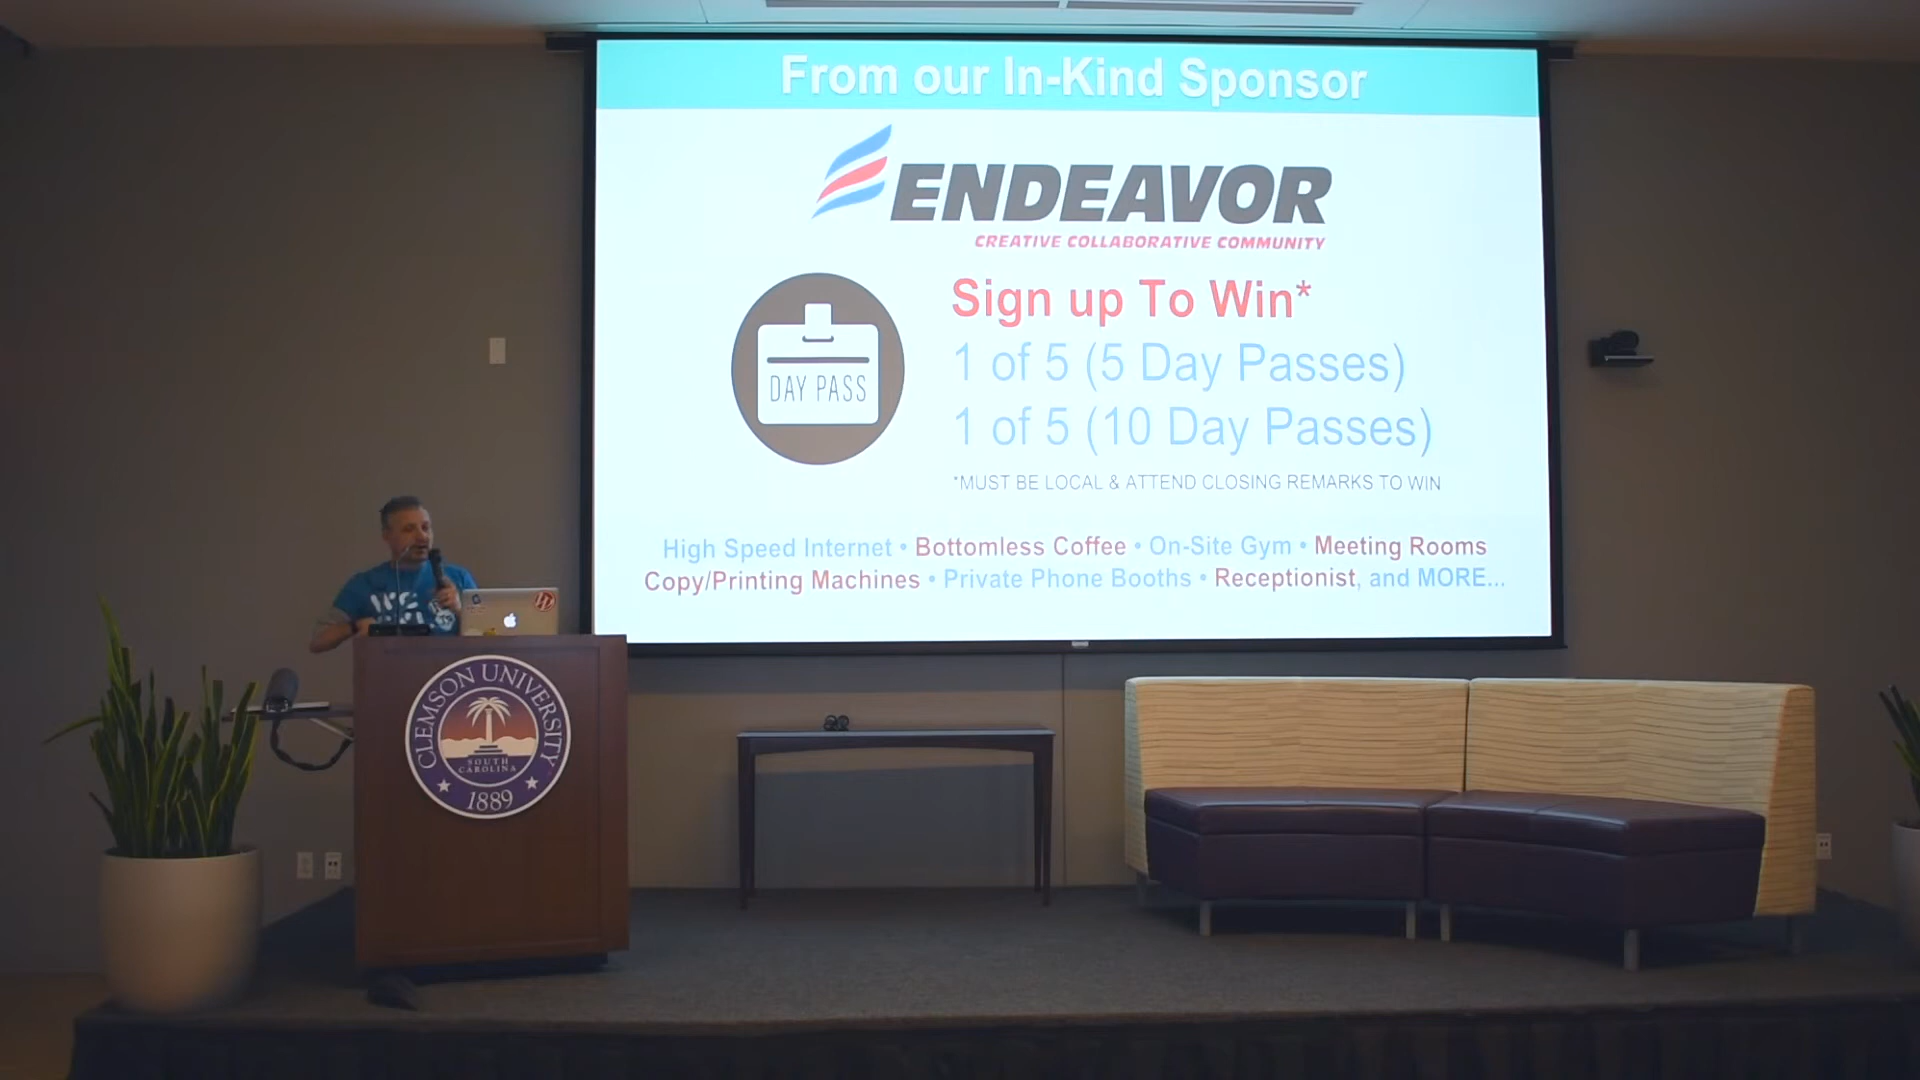 From our In-Kind Sponsor
ENDEAVOR
CREATIVE COLLABORATIVE COMMUNITY
DAY PASS
Sign up To Win*
1 of 5 (5 Day Passes)
1 of 5 (10 Day Passes)
*MUST BE LOCAL & ATTEND CLOSING REMARKS TO WIN
High Speed Internet • Bottomless Coffee • On-Site Gym • Meeting Rooms
Copy/Printing Machines • Private Phone Booths • Receptionist, and MORE...
CLEMSON UNIVERSITY
SOUTH
CAROLINA
1889